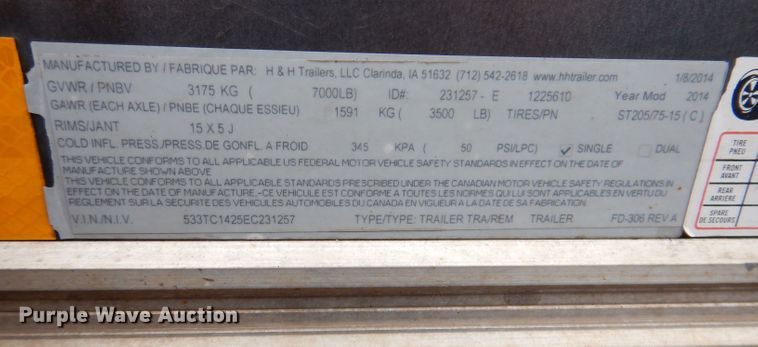 MANUFACTURED BY / FABRIQUE PAR: H & H Trailers, LLC Clarinda, IA 51632 (712) 542-2618 www.hhtrailer.com 1/8/2014
GVWR / PNBV 3175 KG ( 7000LB) ID#: 231257 - E 1225610 Year Mod 2014
GAWR (EACH AXLE) / PNBE (CHAQUE ESSIEU) 1591 KG ( 3500 LB) TIRES/PN ST205/75-15 ( C )
RIMS/JANT 15 X 5 J
COLD INFL. PRESS./PRESS.DE GONFL. A FROID 345 KPA ( 50 PSI/LPC) ✓ SINGLE DUAL
THIS VEHICLE CONFORMS TO ALL APPLICABLE US FEDERAL MOTOR VEHICLE SAFETY STANDARDS IN EFFECT ON THE DATE OF
MANUFACTURE SHOWN ABOVE
THIS VEHICLE CONFORMS TO ALL APPLICABLE STANDARDS PRESCRIBED UNDER THE CANADIAN MOTOR VEHICLE SAFETY REGULATIONS IN
EFFECT ON THE DATE OF MANUFACTURE.-CE VEHICULE EST CONFORME A TOUTES LES NORMES QUI LUI SONT APPLICABLES EN VERTU DU
REGLEMENT SUR LA SECURITE DES VEHICULES AUTOMOBILES DU CANADA EN VIGUEUR A LA DATE DE SA FABRICATION.
V.I.N./N.I.V. 533TC1425EC231257 TYPE/TYPE: TRAILER TRA/REM TRAILER FD-306 REV A
TIRE
PNEU
FRONT
AVANT
REAR
ARRIERE
SPARE
DE SECOURS
Purple Wave Auction